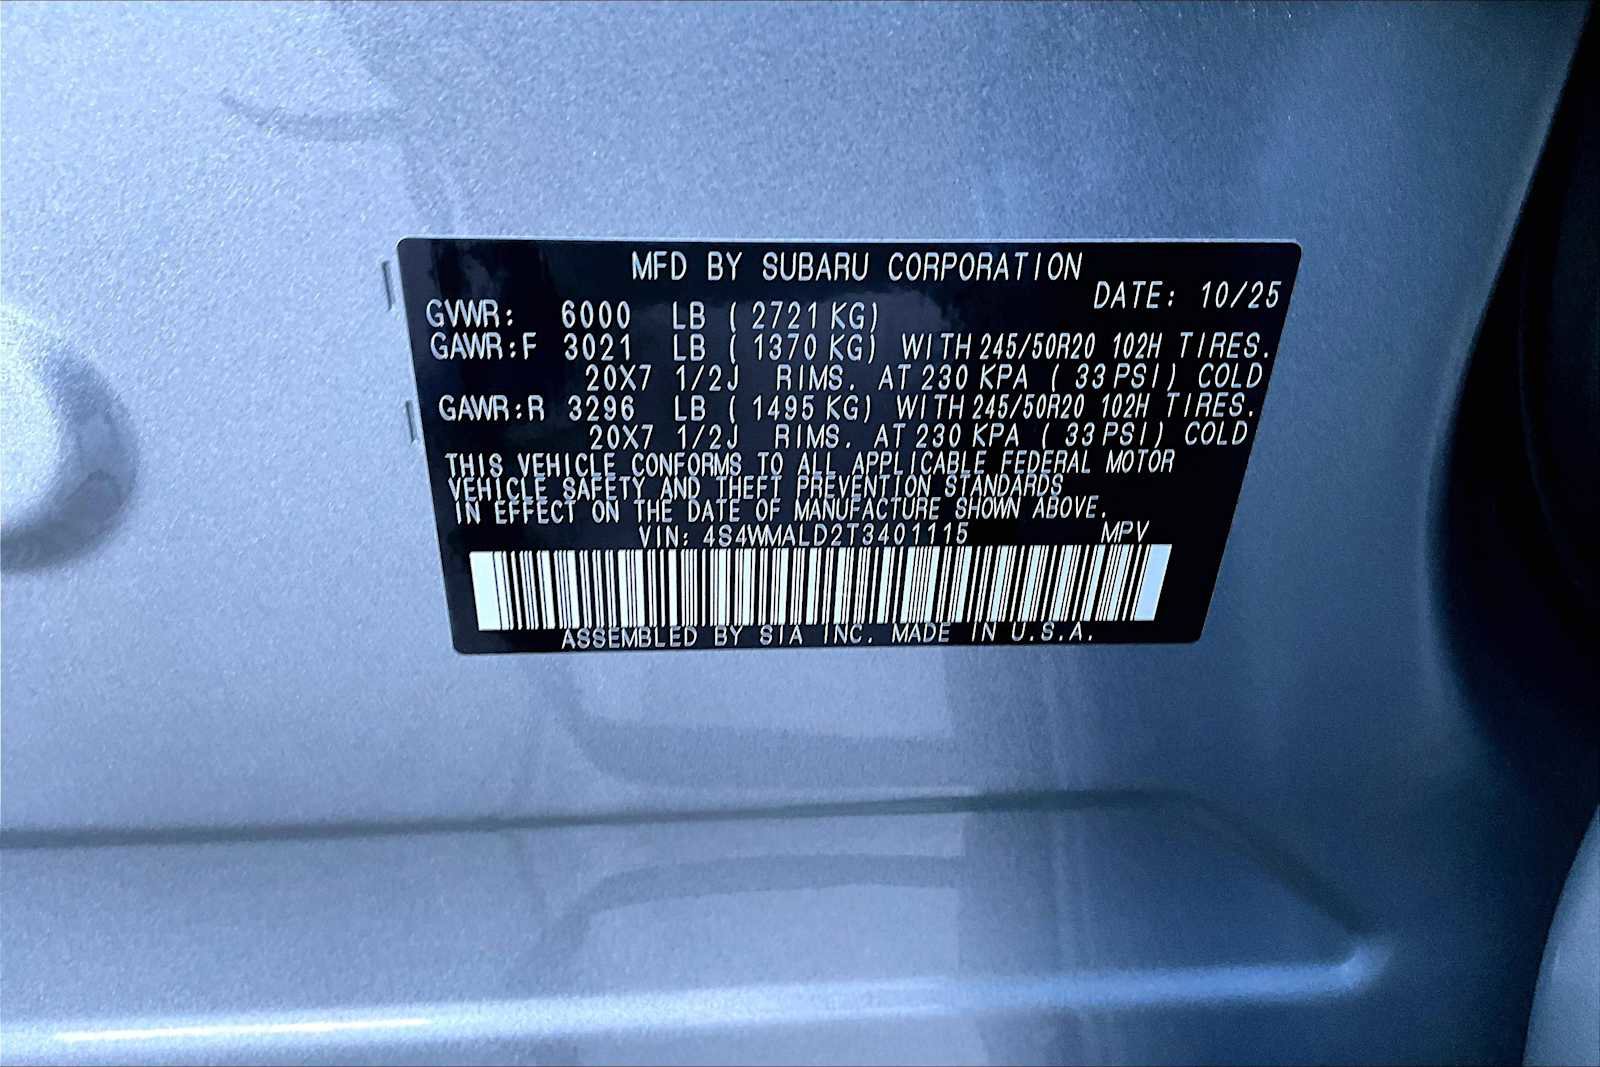 MFD BY SUBARU CORPORATION
DATE: 10/25
GVWR: 6000 LB ( 2721 KG)
GAWR:F 3021 LB ( 1370 KG) WITH 245/50R20 102H TIRES.
20X7 1/2J RIMS. AT 230 KPA ( 33 PSI) COLD
GAWR:R 3296 LB ( 1495 KG) WITH 245/50R20 102H TIRES.
20X7 1/2J RIMS. AT 230 KPA ( 33 PSI) COLD
THIS VEHICLE CONFORMS TO ALL APPLICABLE FEDERAL MOTOR
VEHICLE SAFETY AND THEFT PREVENTION STANDARDS
IN EFFECT ON THE DATE OF MANUFACTURE SHOWN ABOVE.
VIN: 4S4WMALD2T3401115 MPV
ASSEMBLED BY SIA INC. MADE IN U.S.A.